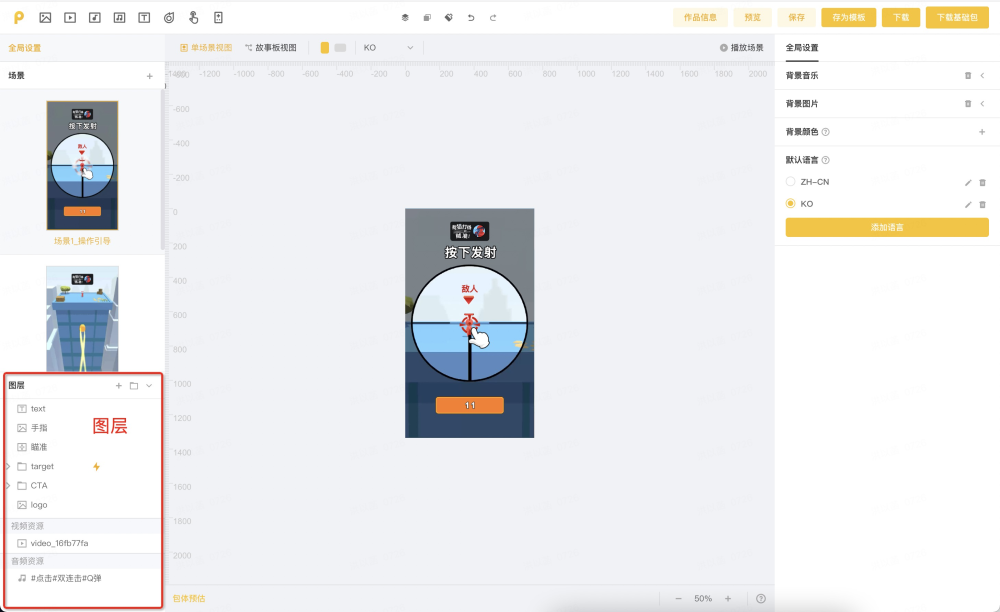 作品信息
预览
保存
存为模板
下载
下载基础包
全局设置
单场景视图
故事板视图
KO
播放场景
全局设置
场景
-1400 -1200 -1000 -800 -600 -400 -200 0 200 400 600 800 1000 1200 1400 1600 1800 2000
背景音乐
背景图片
背景颜色
默认语言
ZH-CN
KO
添加语言
按下发射
敌人
11
场景1_操作引导
-600
-400
-200
0
200
400
600
800
1000
1200
1400
1600
1800
2000
按下发射
敌人
11
图层
图层
text
手指
瞄准
target
CTA
logo
视频资源
video_16fb77fa
音频资源
#点击#双连击#Q弹
包体预估
50%